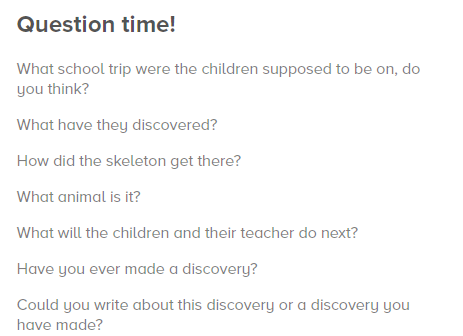 Question time!
What school trip were the children supposed to be on, do
you think?
What have they discovered?
How did the skeleton get there?
What animal is it?
What will the children and their teacher do next?
Have you ever made a discovery?
Could you write about this discovery or a discovery you
have made?